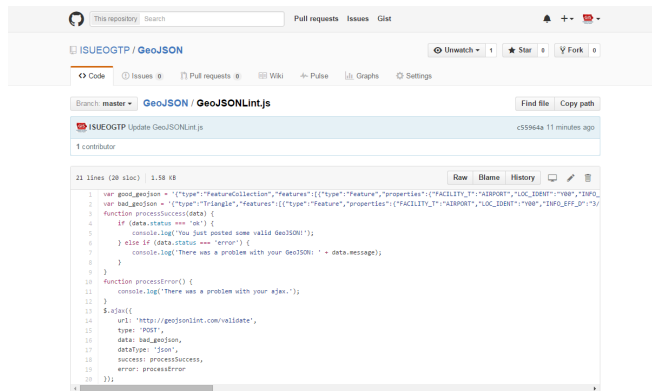 This repository Search Pull requests Issues Gist
ISUEOGTP / GeoJSON Unwatch 1 Star 0 Fork 0
Code Issues 0 Pull requests 0 Wiki Pulse Graphs Settings
Branch: master GeoJSON / GeoJSONLint.js Find file Copy path
ISUEOGTP Update GeoJSONLint.js c55964a 11 minutes ago
1 contributor
21 lines (20 sloc) 1.58 KB Raw Blame History
1 var good_geojson = '{"type":"FeatureCollection","features":[{"type":"Feature","properties":{"FACILITY_T":"AIRPORT","LOC_IDENT":"Y00","INFO_
2 var bad_geojson = '{"type":"Triangle","features":[{"type":"Feature","properties":{"FACILITY_T":"AIRPORT","LOC_IDENT":"Y00","INFO_EFF_D":"3/
3 function processSuccess(data) {
4 if (data.status === 'ok') {
5 console.log('You just posted some valid GeoJSON!');
6 } else if (data.status === 'error') {
7 console.log('There was a problem with your GeoJSON: ' + data.message);
8 }
9 }
10 function processError() {
11 console.log('There was a problem with your ajax.');
12 }
13 $.ajax({
14 url: 'http://geojsonlint.com/validate',
15 type: 'POST',
16 data: bad_geojson,
17 dataType: 'json',
18 success: processSuccess,
19 error: processError
20 });